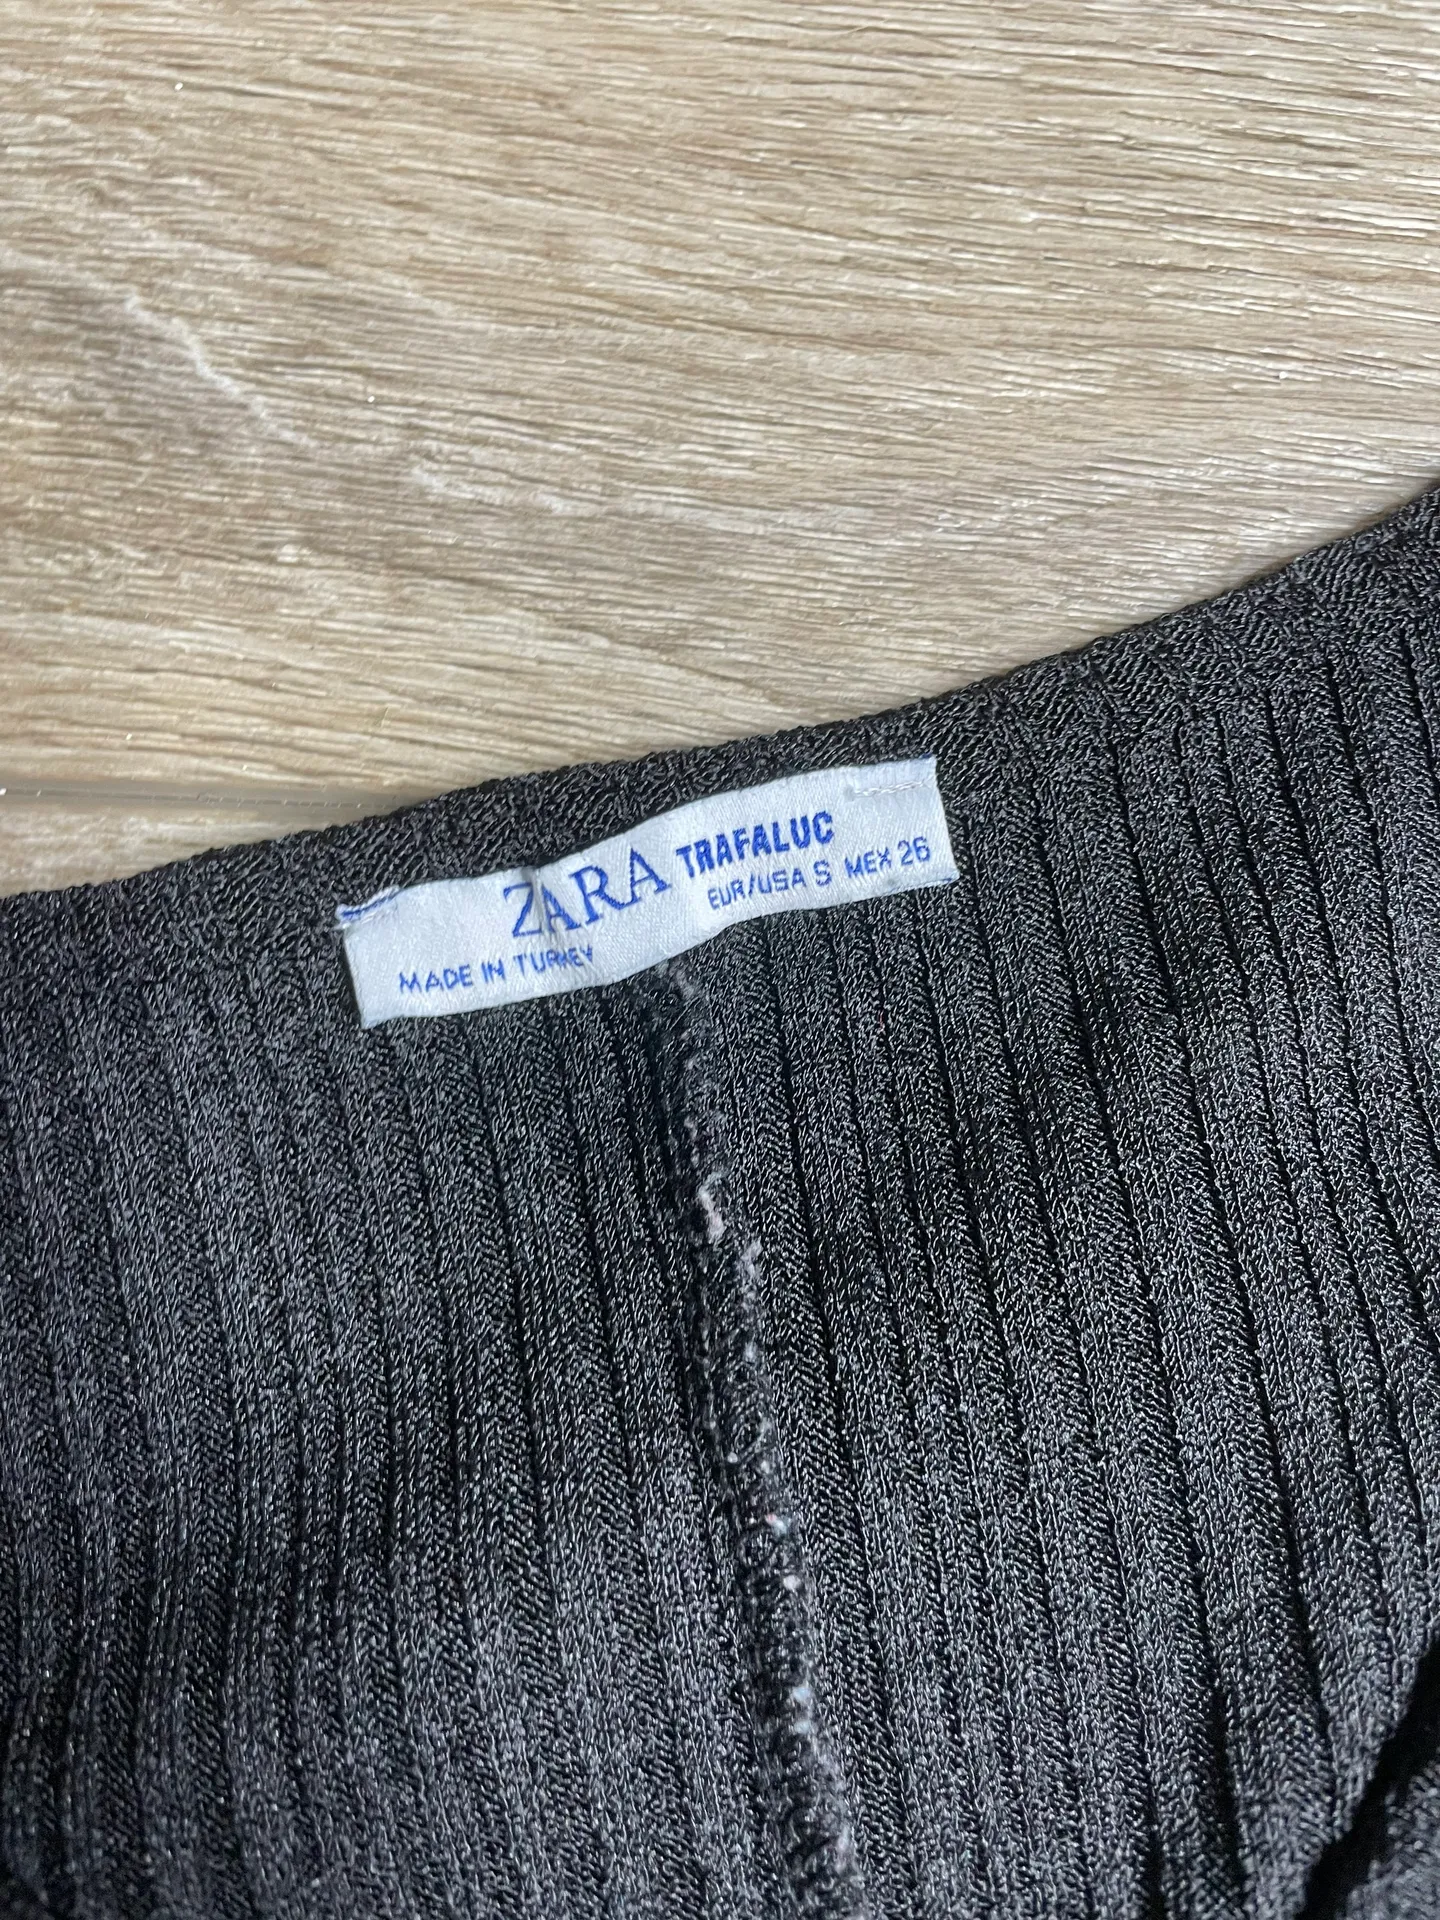 ZARA TRAFALUC
EUR/USA S MEX 26
MADE IN TURKEY